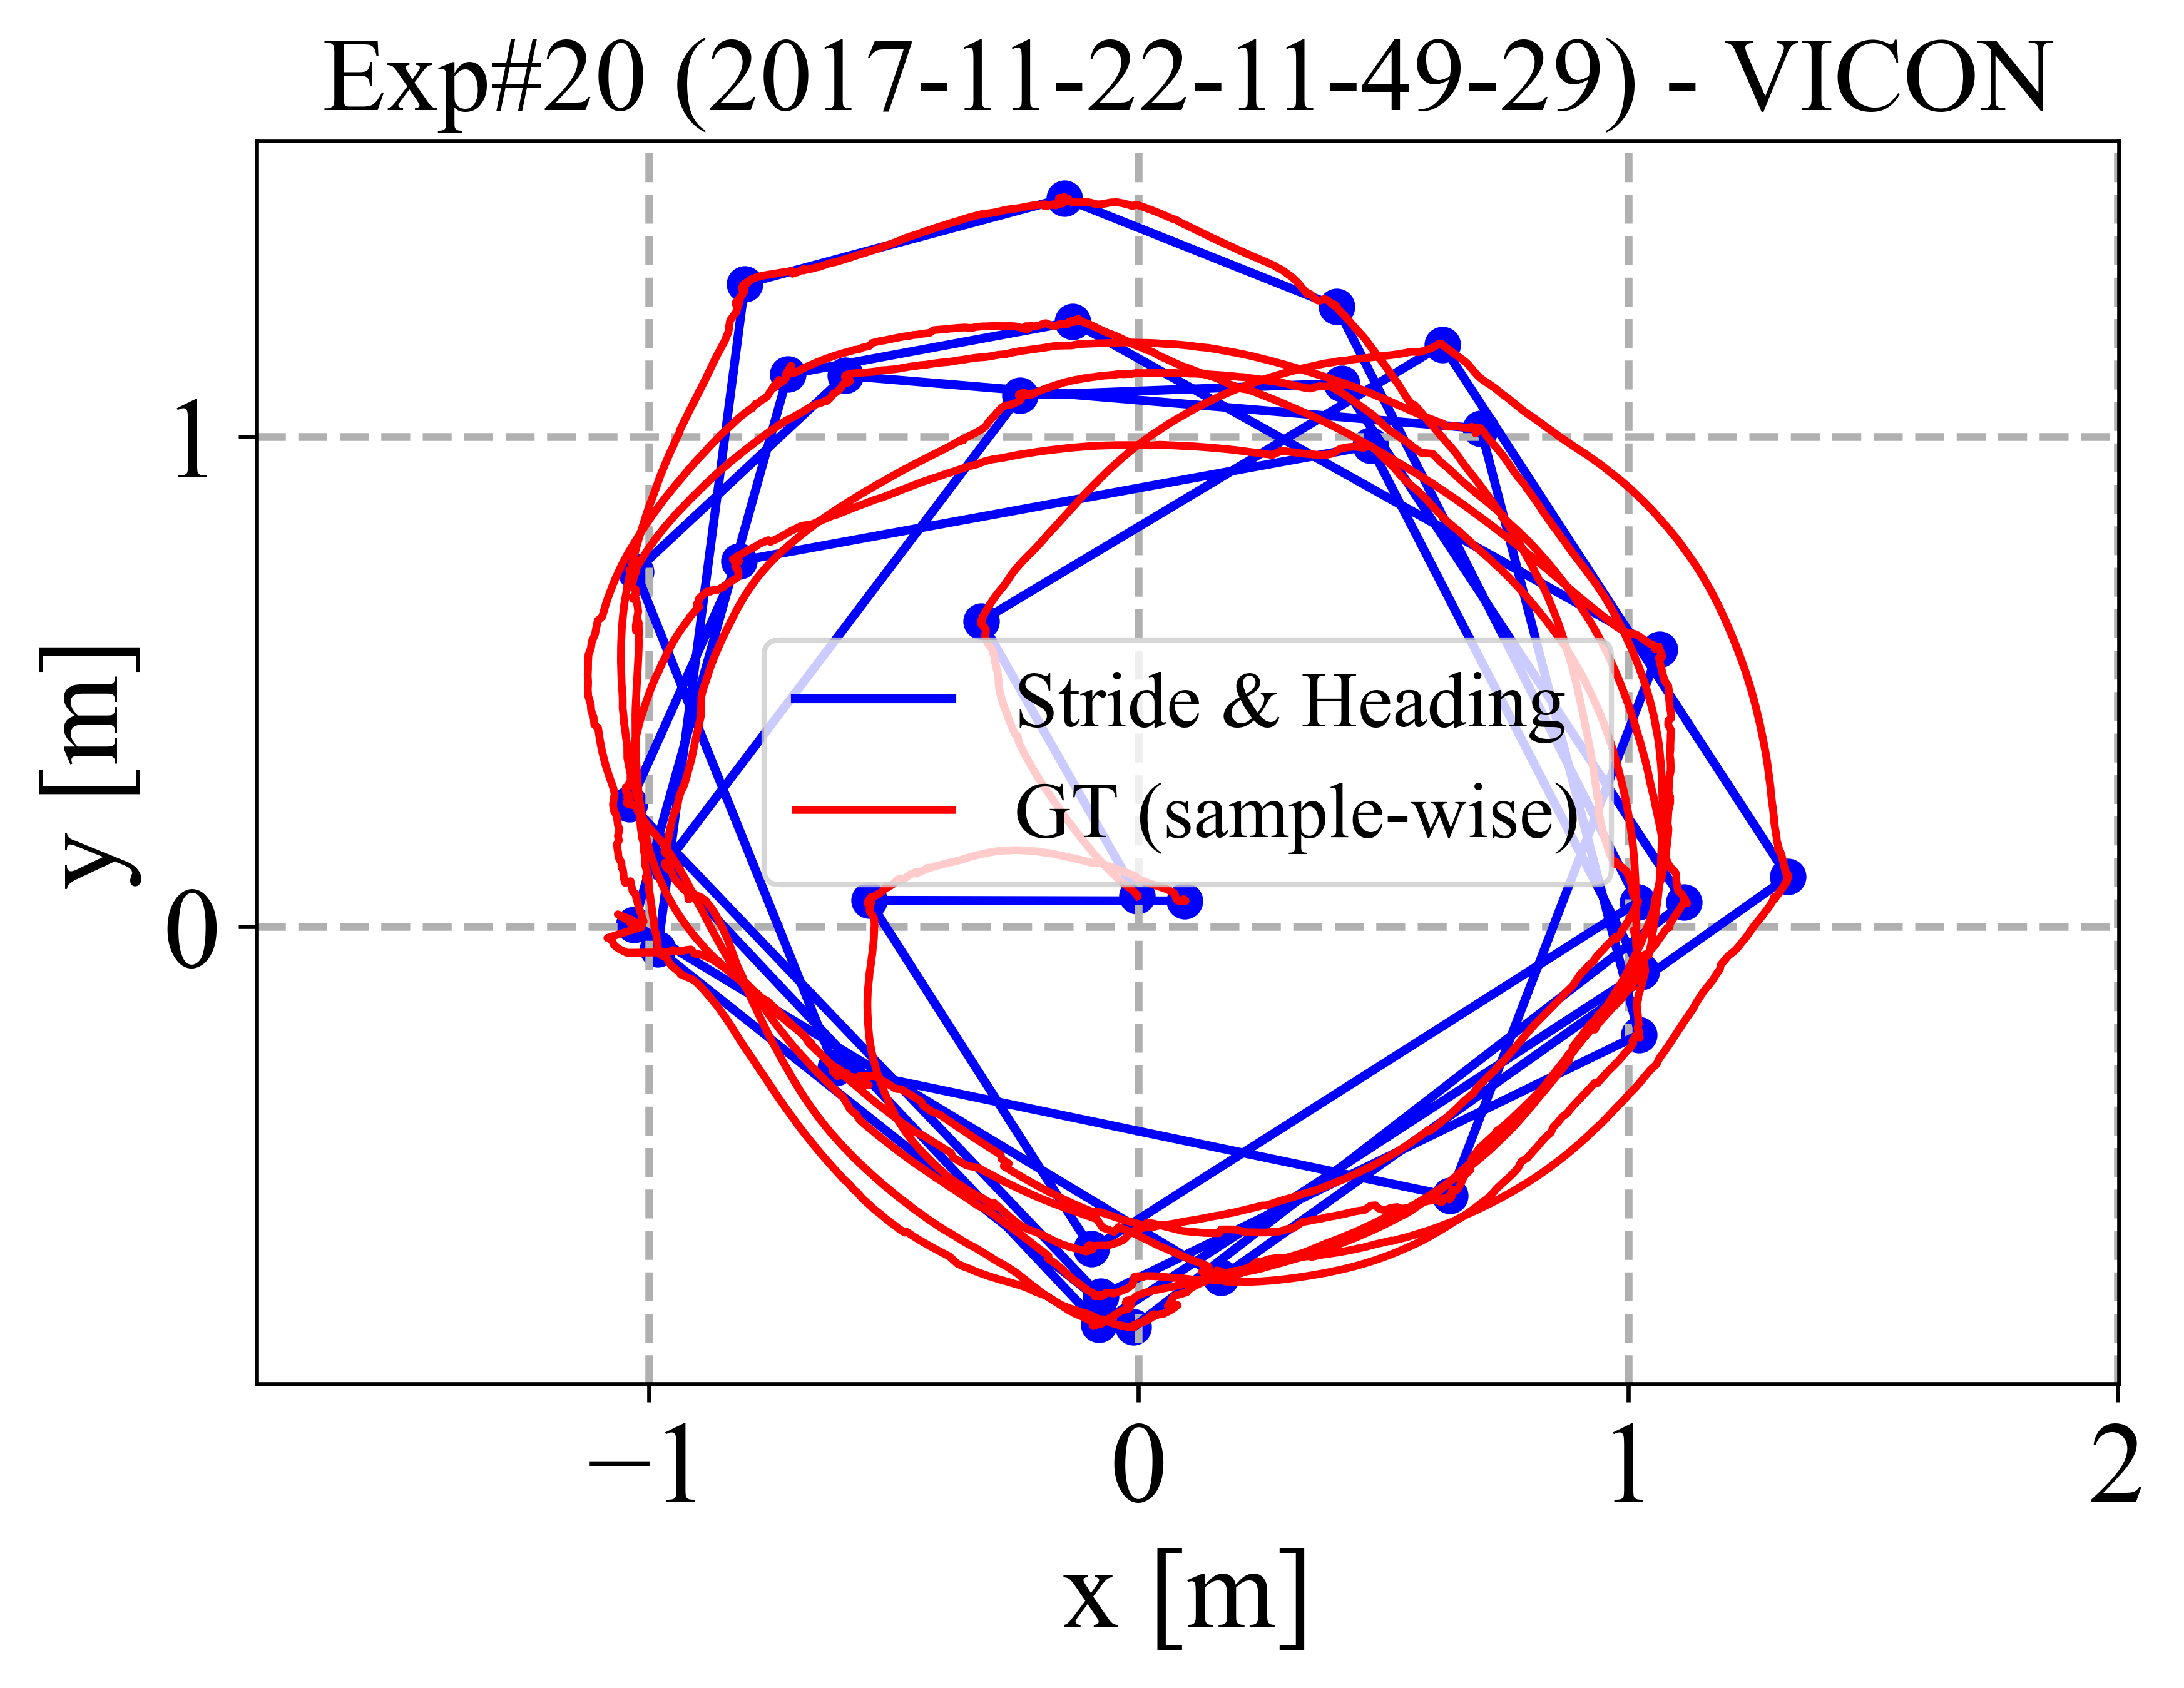 Exp#20 (2017-11-22-11-49-29) - VICON
y [m]
1
0
Stride & Heading
GT (sample-wise)
−1 0 1 2
x [m]